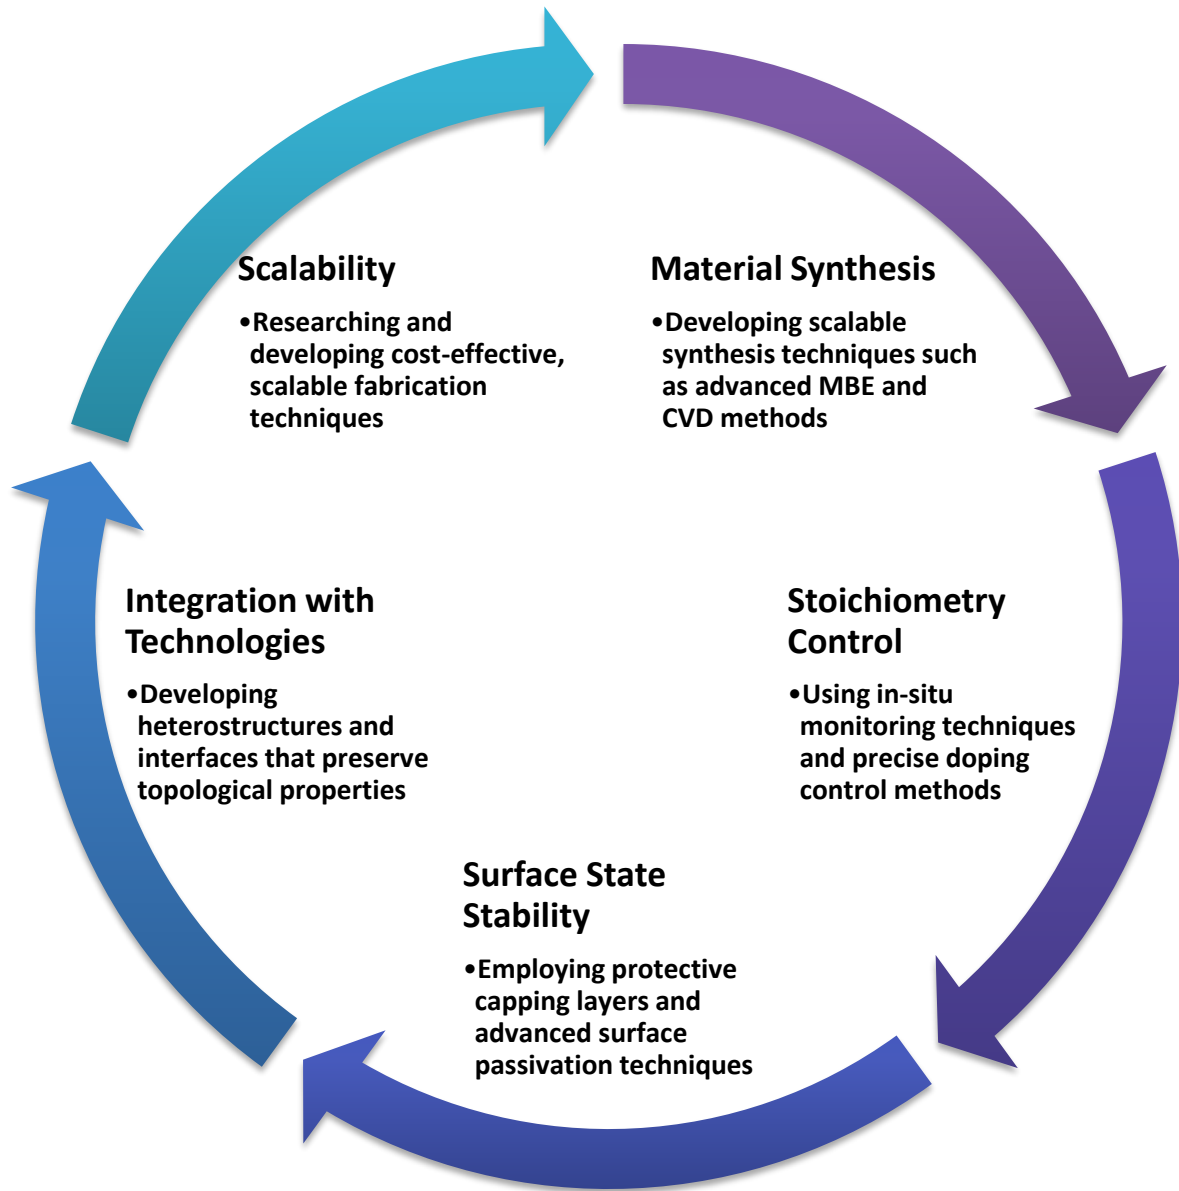 Scalability
•Researching and
developing cost-effective,
scalable fabrication
techniques
Material Synthesis
•Developing scalable
synthesis techniques such
as advanced MBE and
CVD methods
Integration with
Technologies
•Developing
heterostructures and
interfaces that preserve
topological properties
Stoichiometry
Control
•Using in-situ
monitoring techniques
and precise doping
control methods
Surface State
Stability
•Employing protective
capping layers and
advanced surface
passivation techniques